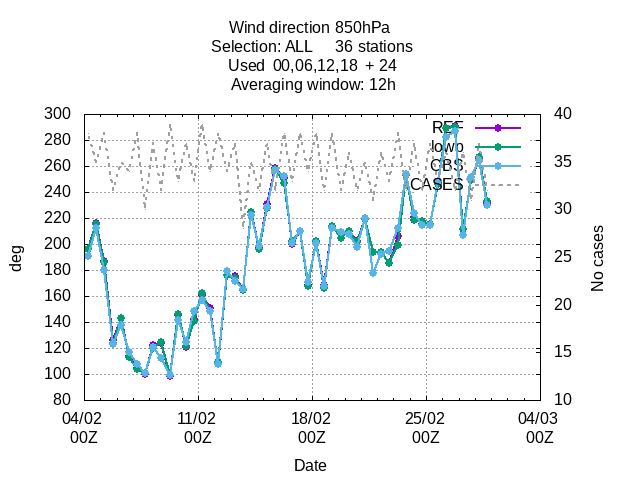 Wind direction 850hPa
Selection: ALL 36 stations
Used 00,06,12,18 + 24
Averaging window: 12h
300 40
280 REF
260 lowp 35
240 OBS
220 CASES 30
200 25
180
160 20
140
120 15
100
80 10
deg
No cases
04/02 11/02 18/02 25/02 04/03
00Z 00Z 00Z 00Z 00Z
Date